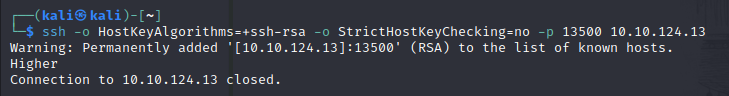 ┌──(kali㉿kali)-[~]
└─$ ssh -o HostKeyAlgorithms=+ssh-rsa -o StrictHostKeyChecking=no -p 13500 10.10.124.13
Warning: Permanently added '[10.10.124.13]:13500' (RSA) to the list of known hosts.
Higher
Connection to 10.10.124.13 closed.